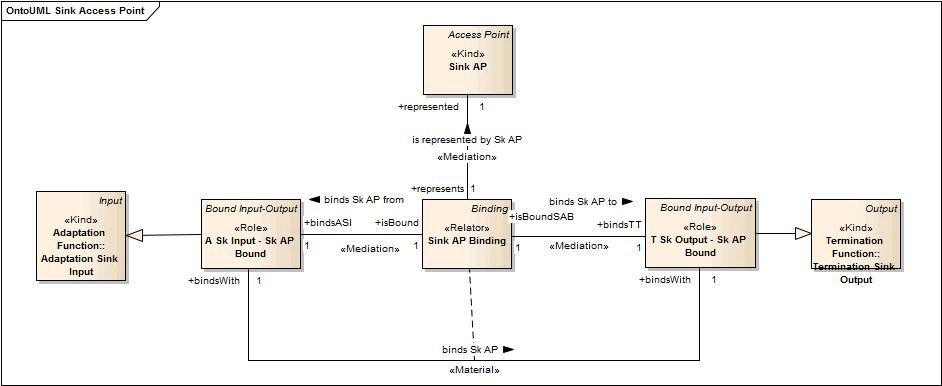 OntoUML Sink Access Point
Access Point
«Kind»
Sink AP
+represented 1
is represented by Sk AP
«Mediation»
+represents 1
Input
«Kind»
Adaptation
Function::
Adaptation Sink
Input
Bound Input-Output
«Role»
A Sk Input - Sk AP
Bound
binds Sk AP from
+bindsASI +isBound
1 «Mediation» 1
Binding
«Relator»
Sink AP Binding
binds Sk AP to
+isBoundSAB
+bindsTT
1 «Mediation» 1
Bound Input-Output
«Role»
T Sk Output - Sk AP
Bound
Output
«Kind»
Termination
Function::
Termination Sink
Output
+bindsWith 1
+bindsWith 1
binds Sk AP
«Material»